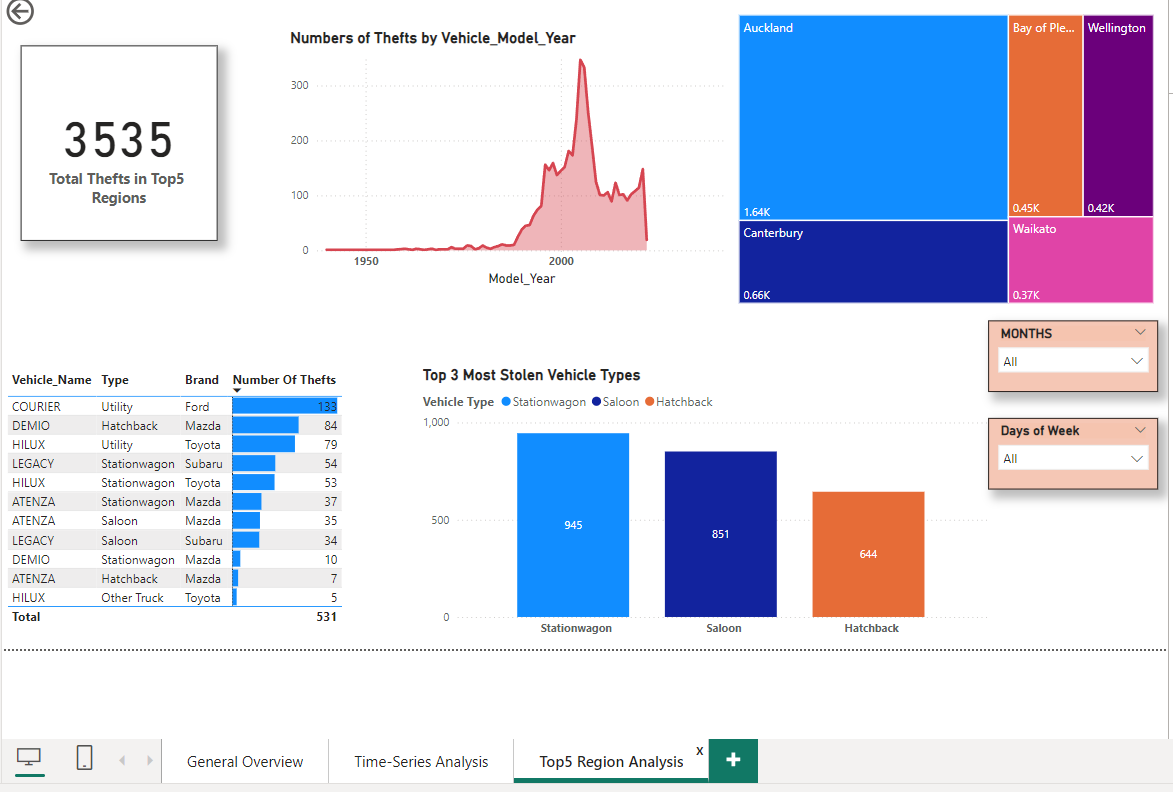 3535
Total Thefts in Top5
Regions
Numbers of Thefts by Vehicle_Model_Year
300
200
100
0
1950 2000
Model_Year
Auckland
1.64K
Bay of Ple...
0.45K
Wellington
0.42K
Canterbury
0.66K
Waikato
0.37K
MONTHS
All
Days of Week
All
Vehicle_Name Type Brand Number Of Thefts
COURIER Utility Ford 133
DEMIO Hatchback Mazda 84
HILUX Utility Toyota 79
LEGACY Stationwagon Subaru 54
HILUX Stationwagon Toyota 53
ATENZA Stationwagon Mazda 37
ATENZA Saloon Mazda 35
LEGACY Saloon Subaru 34
DEMIO Stationwagon Mazda 10
ATENZA Hatchback Mazda 7
HILUX Other Truck Toyota 5
Total 531
Top 3 Most Stolen Vehicle Types
Vehicle Type Stationwagon Saloon Hatchback
1,000
500
0
945
851
644
Stationwagon Saloon Hatchback
General Overview
Time-Series Analysis
Top5 Region Analysis
x
+